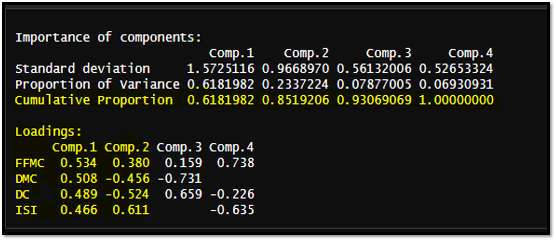 Importance of components:
                          Comp.1    Comp.2     Comp.3     Comp.4
Standard deviation     1.5725116 0.9668970 0.56132006 0.52653324
Proportion of Variance 0.6181982 0.2337224 0.07877005 0.06930931
Cumulative Proportion  0.6181982 0.8519206 0.93069069 1.00000000
Loadings:
     Comp.1 Comp.2 Comp.3 Comp.4
FFMC  0.534  0.380  0.159  0.738
DMC   0.508 -0.456 -0.731
DC    0.489 -0.524  0.659 -0.226
ISI   0.466  0.611        -0.635